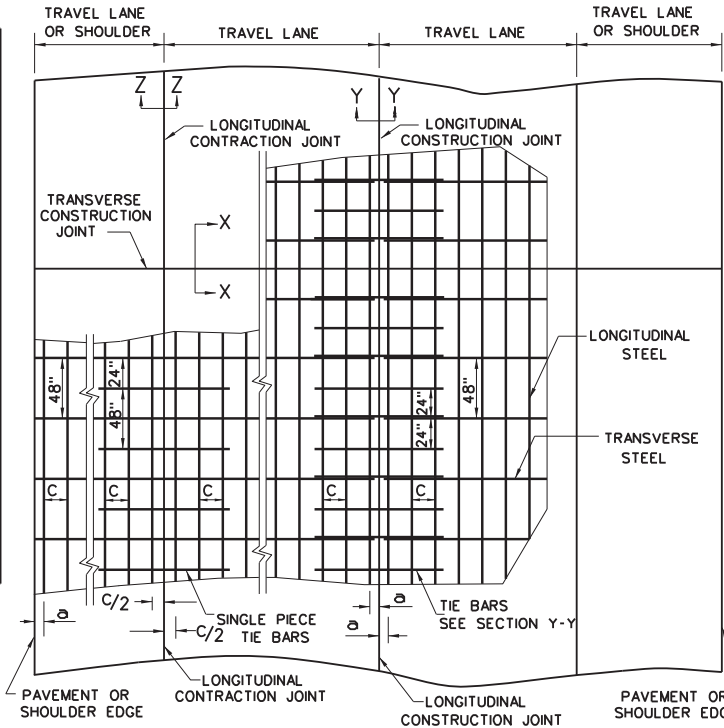 TRAVEL LANE
OR SHOULDER
TRAVEL LANE
TRAVEL LANE
TRAVEL LANE
OR SHOULDER
Z
Z
Y
Y
LONGITUDINAL
CONTRACTION JOINT
LONGITUDINAL
CONSTRUCTION JOINT
TRANSVERSE
CONSTRUCTION
JOINT
X
X
LONGITUDINAL
STEEL
48"
24"
48"
24"
24"
48"
TRANSVERSE
STEEL
C
C
C
C
C
C/2
C/2
a
a
a
SINGLE PIECE
TIE BARS
TIE BARS
SEE SECTION Y-Y
PAVEMENT OR
SHOULDER EDGE
LONGITUDINAL
CONTRACTION JOINT
LONGITUDINAL
CONSTRUCTION JOINT
PAVEMENT OR
SHOULDER EDG